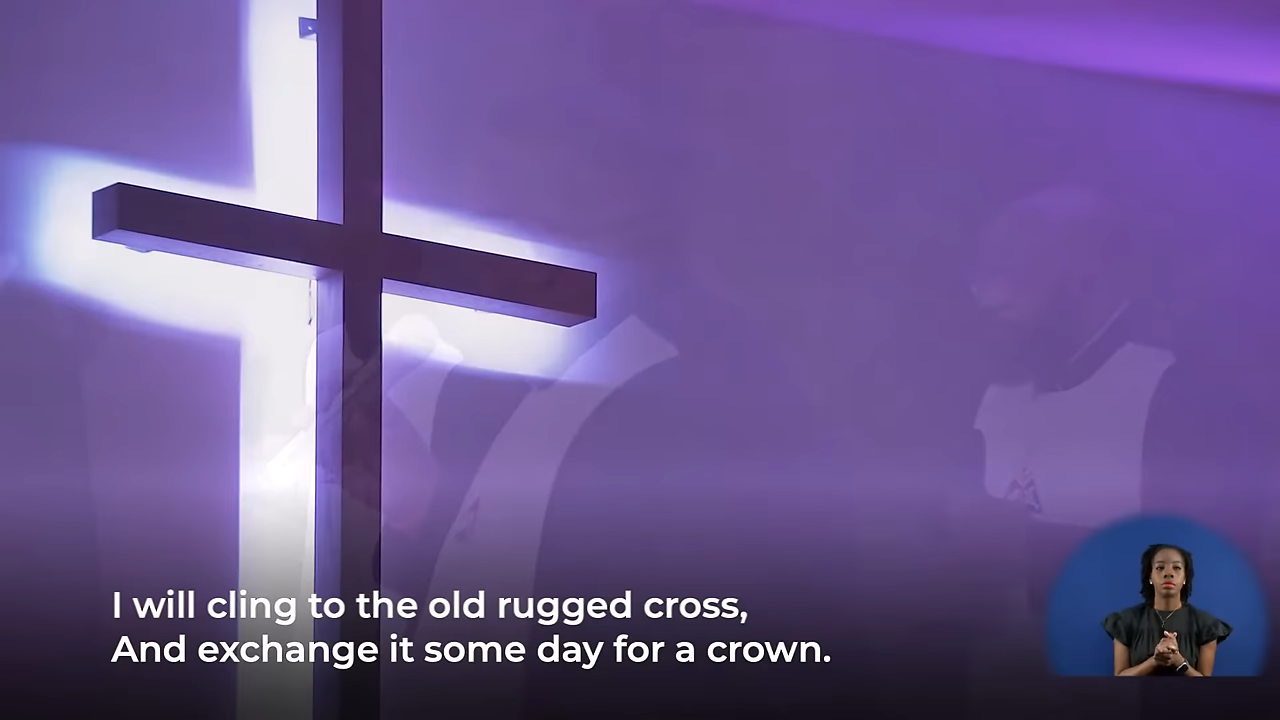 I will cling to the old rugged cross,
And exchange it some day for a crown.